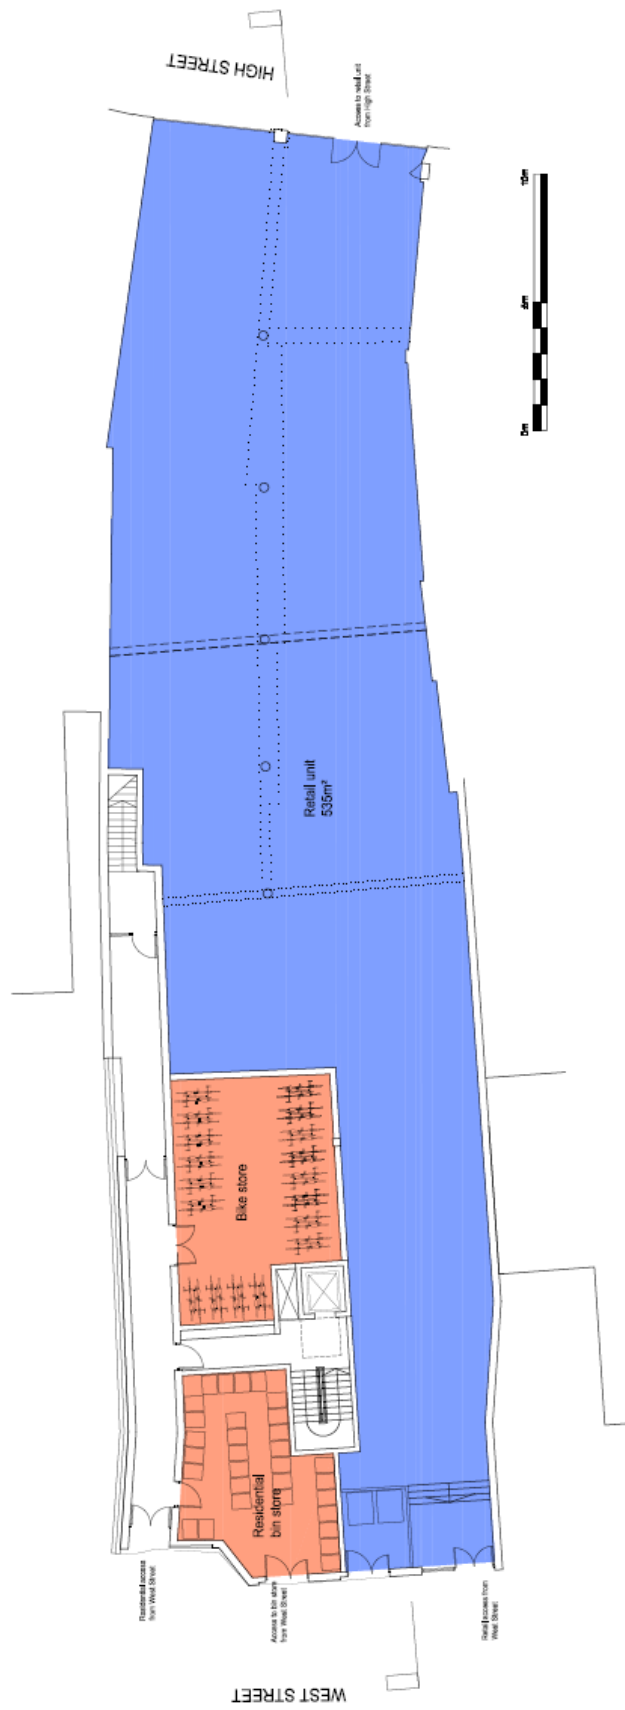 HIGH STREET
Access to retail unit
from High Street
10m
5m
0m
Retail unit
535m²
Bike store
Residential
bin store
Residential access
from West Street
Access to bin store
from West Street
Retail access from
West Street
WEST STREET